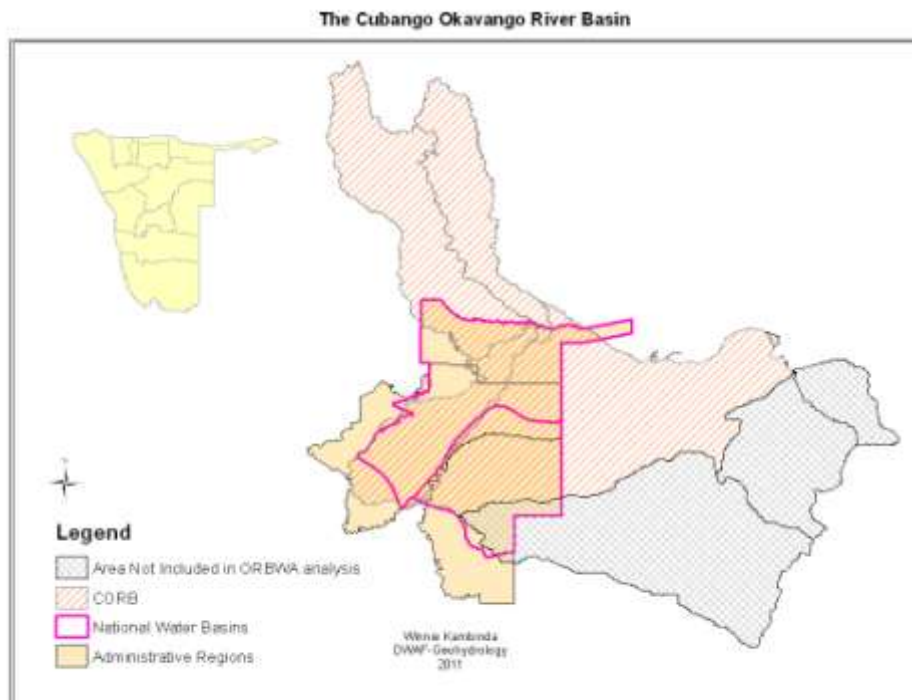 The Cubango Okavango River Basin
Legend
Area Not Included in ORBWA analysis
CORB
National Water Basins
Administrative Regions
Winnie Kambinda
DWAF-Geohydrology
2011